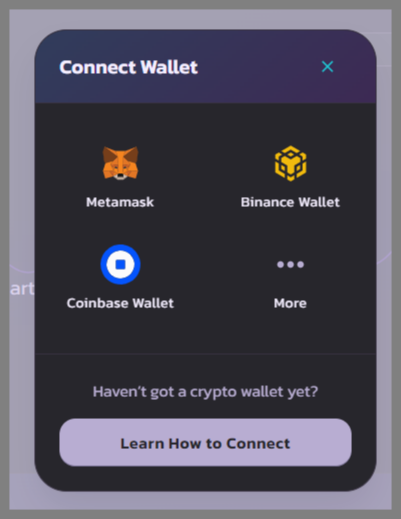 Connect Wallet
Metamask
Binance Wallet
Coinbase Wallet
More
art
Haven't got a crypto wallet yet?
Learn How to Connect